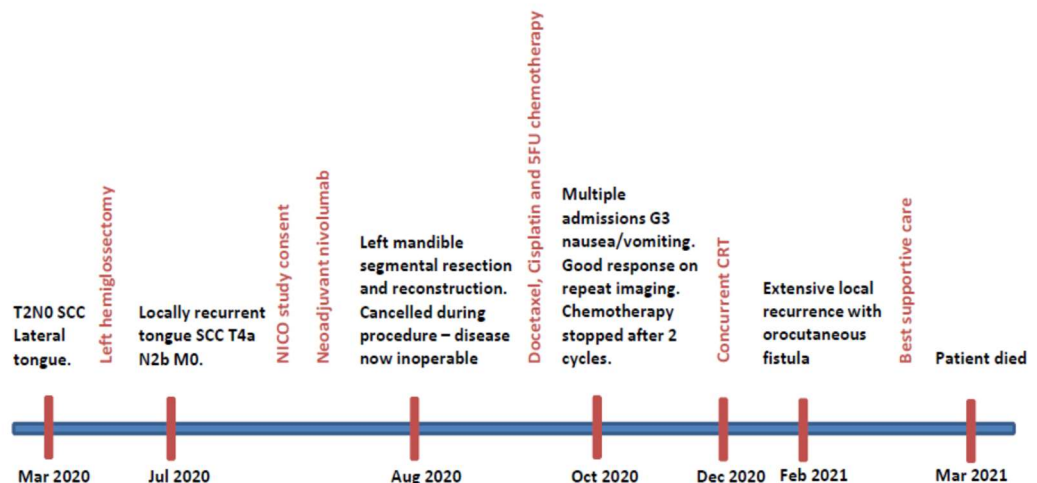 T2N0 SCC
Lateral
tongue.
Left hemiglossectomy
Locally recurrent
tongue SCC T4a
N2b M0.
NICO study consent
Neoadjuvant nivolumab
Left mandible
segmental resection
and reconstruction.
Cancelled during
procedure – disease
now inoperable
Docetaxel, Cisplatin and 5FU chemotherapy
Multiple
admissions G3
nausea/vomiting.
Good response on
repeat imaging.
Chemotherapy
stopped after 2
cycles.
Concurrent CRT
Extensive local
recurrence with
orocutaneous
fistula
Best supportive care
Patient died
Mar 2020
Jul 2020
Aug 2020
Oct 2020
Dec 2020
Feb 2021
Mar 2021